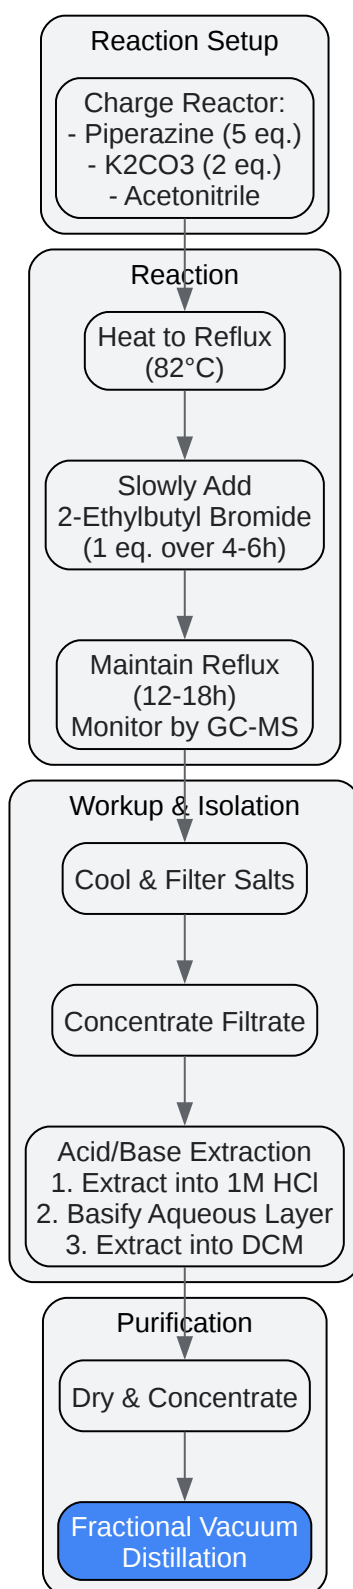 Reaction Setup
Charge Reactor:
- Piperazine (5 eq.)
- K2CO3 (2 eq.)
- Acetonitrile
Reaction
Heat to Reflux
(82°C)
Slowly Add
2-Ethylbutyl Bromide
(1 eq. over 4-6h)
Maintain Reflux
(12-18h)
Monitor by GC-MS
Workup & Isolation
Cool & Filter Salts
Concentrate Filtrate
Acid/Base Extraction
1. Extract into 1M HCl
2. Basify Aqueous Layer
3. Extract into DCM
Purification
Dry & Concentrate
Fractional Vacuum
Distillation